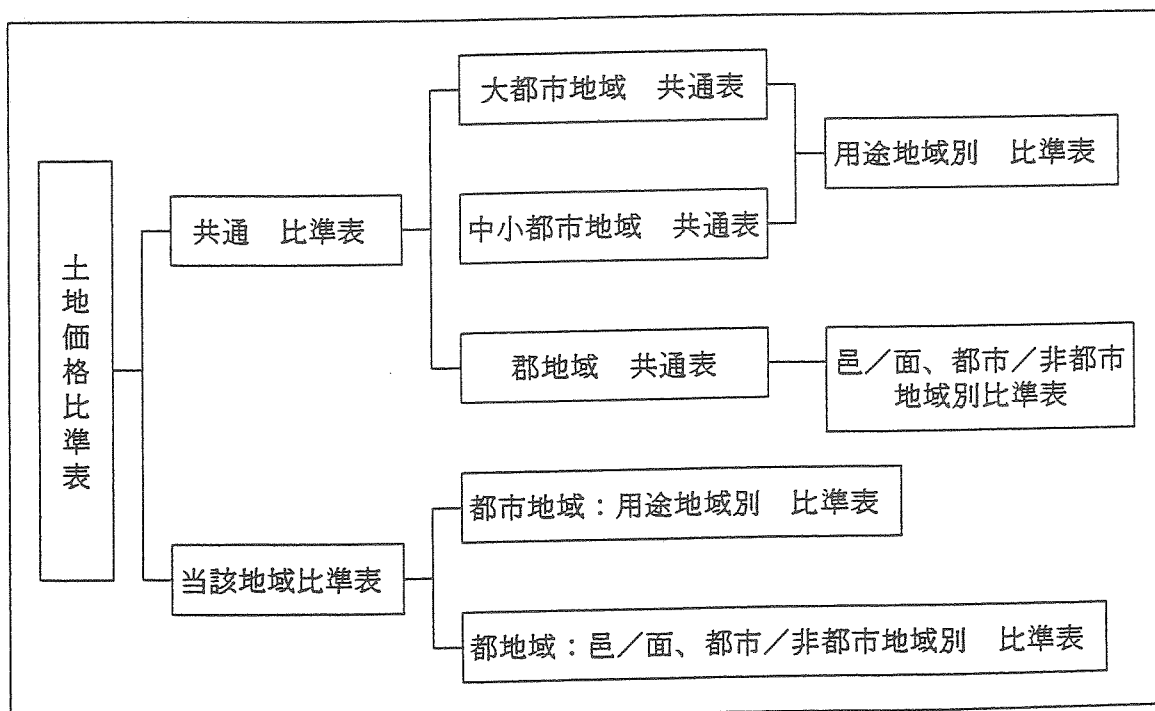 土地価格比準表
共通　比準表
大都市地域　共通表
中小都市地域　共通表
用途地域別　比準表
郡地域　共通表
邑／面、都市／非都市
地域別比準表
当該地域比準表
都市地域：用途地域別　比準表
都地域：邑／面、都市／非都市地域別　比準表